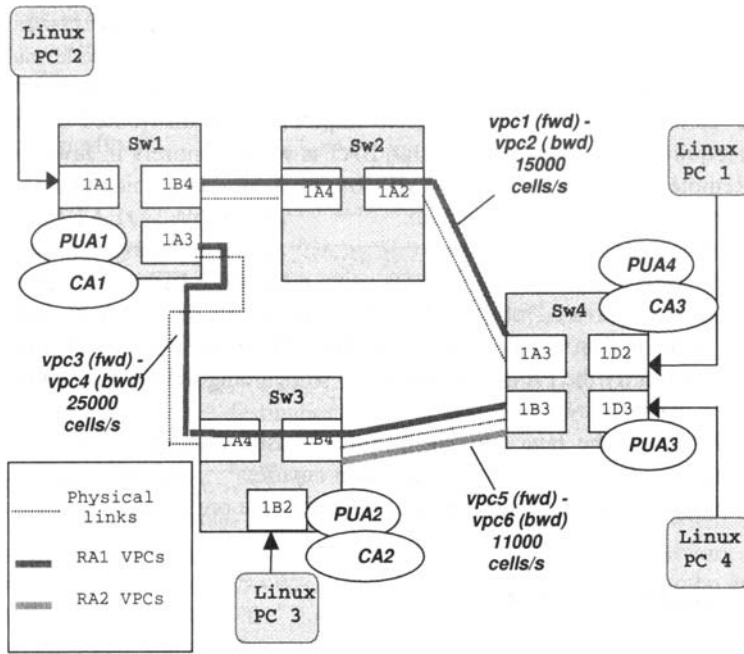 Linux
PC 2
Sw1
1A1
1B4
1A3
PUA1
CA1
Sw2
1A4
1A2
vpc1 (fwd) -
vpc2 (bwd)
15000
cells/s
Linux
PC 1
PUA4
CA3
Sw4
1A3
1D2
1B3
1D3
PUA3
vpc3 (fwd) -
vpc4 (bwd)
25000
cells/s
Sw3
1A4
1B4
1B2
PUA2
CA2
vpc5 (fwd) -
vpc6 (bwd)
11000
cells/s
Linux
PC 3
Linux
PC 4
Physical
links
RA1 VPCs
RA2 VPCs